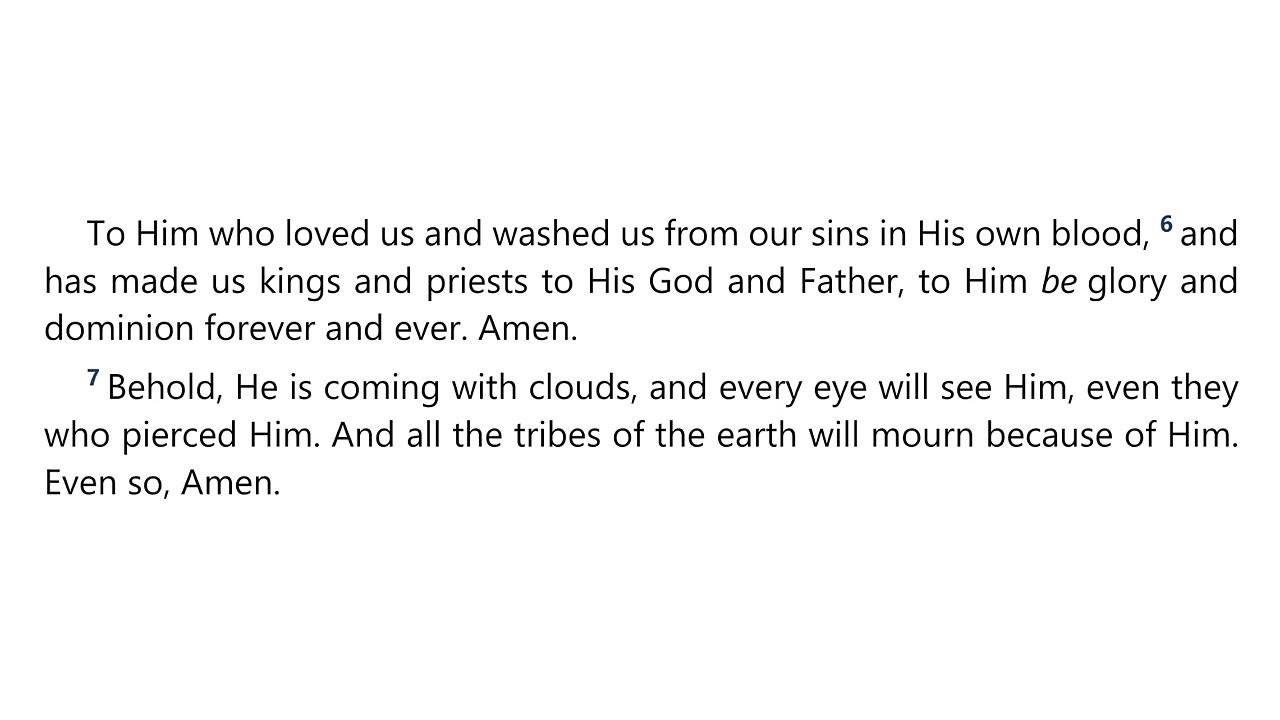 To Him who loved us and washed us from our sins in His own blood, 6 and
has made us kings and priests to His God and Father, to Him be glory and
dominion forever and ever. Amen.
7 Behold, He is coming with clouds, and every eye will see Him, even they
who pierced Him. And all the tribes of the earth will mourn because of Him.
Even so, Amen.